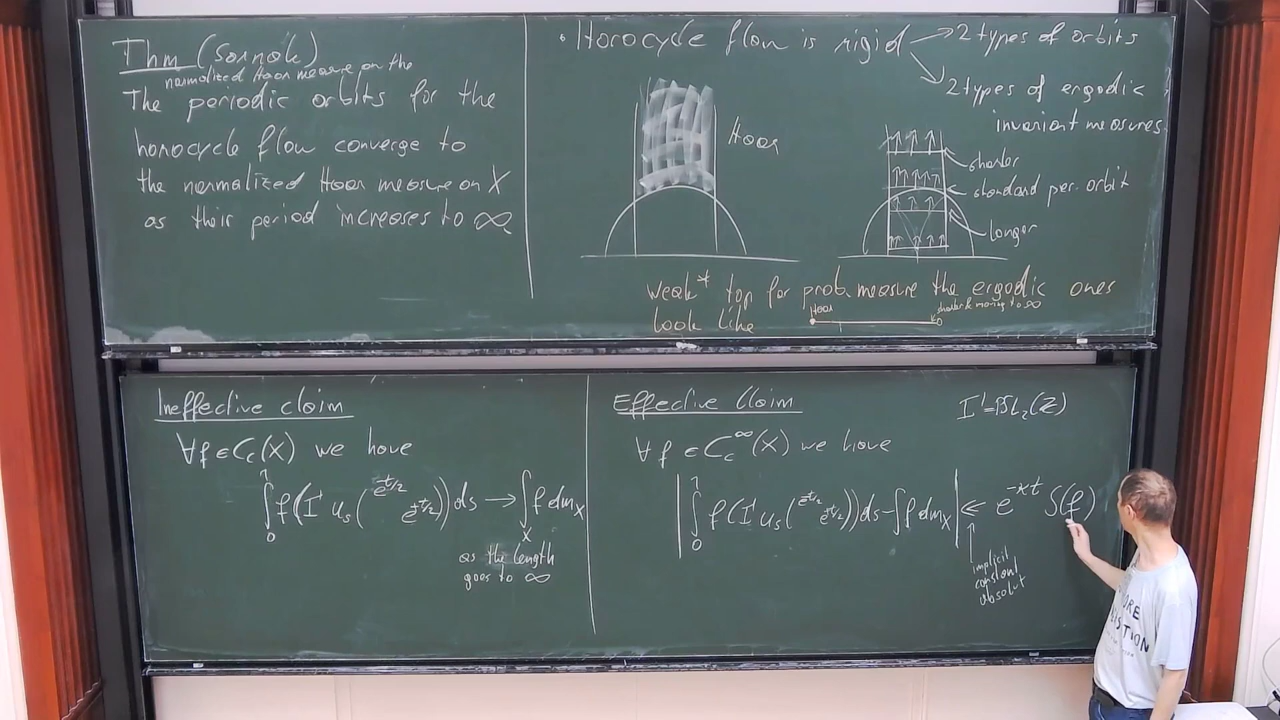 Thm (Sarnak)
normalized Haar measure on the
The periodic orbits for the
horocycle flow converge to
the normalized Haar measure on X
as their period increases to ∞
• Horocycle flow is rigid → 2 types of orbits
→ 2 types of ergodic
invariant measures
Haar
shorter
standard per. orbit
longer
weak* top for prob. measure the ergodic ones
look like
Haar
shorter & moving to ∞
Ineffective claim
∀ f ∈ C_c(X) we have
∫_0^1 f(Γ u_s (e^{t/2} e^{-t/2})) ds → ∫_X f dm_X
as the length
goes to ∞
Effective Claim
Γ = PSL_2(Z)
∀ f ∈ C_c^∞(X) we have
| ∫_0^1 f(Γ u_s (e^{t/2} e^{-t/2})) ds - ∫ f dm_X | ≪ e^{-κt} S(f)
implicit
constant
absolut